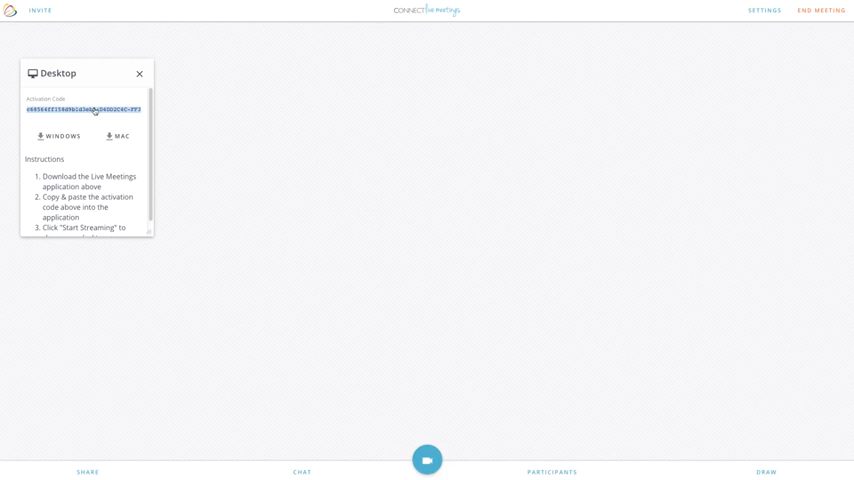 INVITE
CONNECT live meetings
SETTINGS
END MEETING
Desktop
Activation Code
WINDOWS
MAC
Instructions
1. Download the Live Meetings
application above
2. Copy & paste the activation
code above into the
application
3. Click "Start Streaming" to
SHARE
CHAT
PARTICIPANTS
DRAW